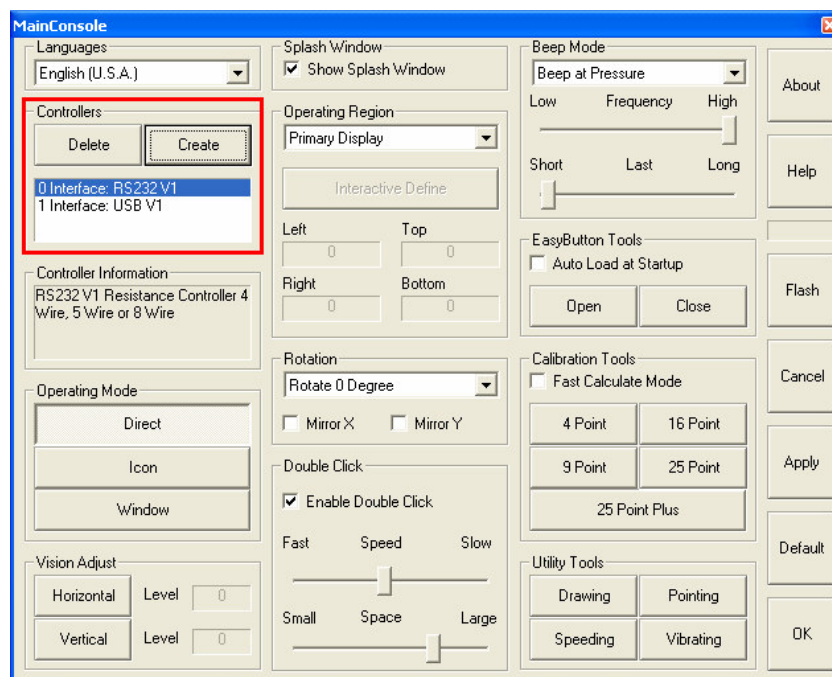 MainConsole
Languages
English (U.S.A.)
Controllers
Delete Create
0 Interface: RS232 V1
1 Interface: USB V1
Controller Information
RS232 V1 Resistance Controller 4
Wire, 5 Wire or 8 Wire
Operating Mode
Direct
Icon
Window
Vision Adjust
Horizontal Level 0
Vertical Level 0
Splash Window
Show Splash Window
Operating Region
Primary Display
Interactive Define
Left Top
0 0
Right Bottom
0 0
Rotation
Rotate 0 Degree
Mirror X Mirror Y
Double Click
Enable Double Click
Fast Speed Slow
Small Space Large
Beep Mode
Beep at Pressure
Low Frequency High
Short Last Long
EasyButton Tools
Auto Load at Startup
Open Close
Calibration Tools
Fast Calculate Mode
4 Point 16 Point
9 Point 25 Point
25 Point Plus
Utility Tools
Drawing Pointing
Speeding Vibrating
About
Help
Flash
Cancel
Apply
Default
OK